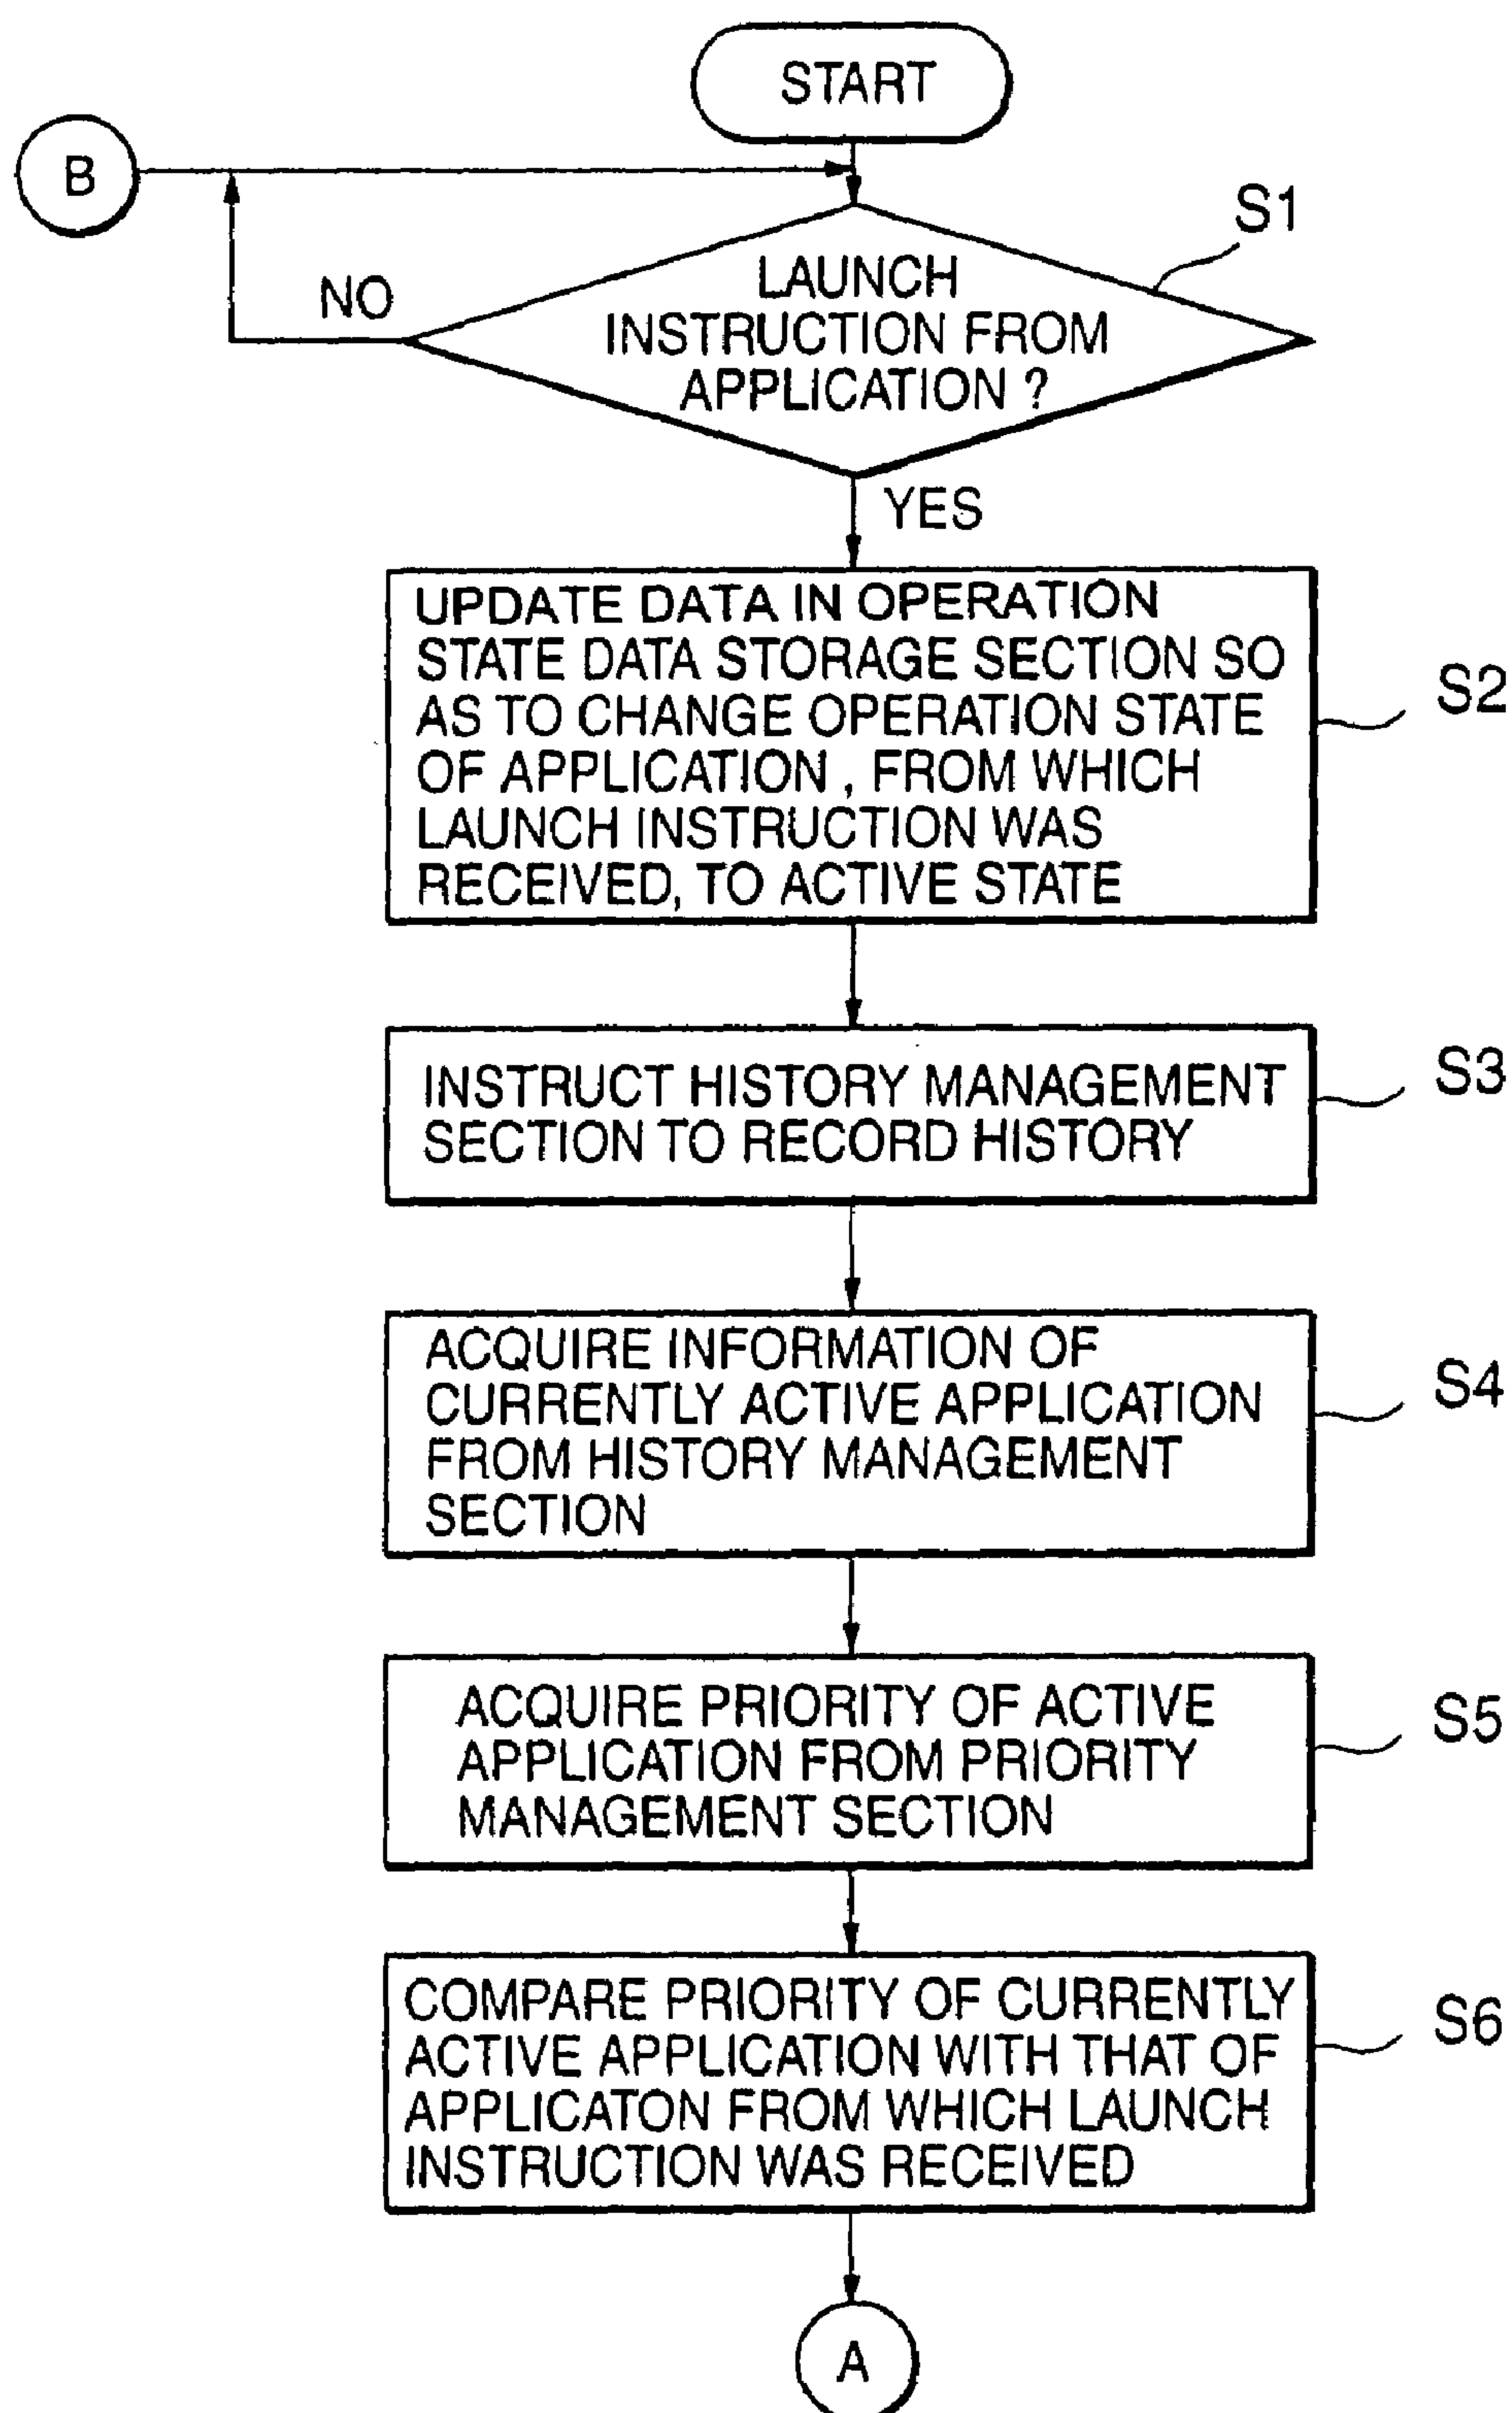 START
B
S1
NO
LAUNCH
INSTRUCTION FROM
APPLICATION ?
YES
UPDATE DATA IN OPERATION
STATE DATA STORAGE SECTION SO
AS TO CHANGE OPERATION STATE
OF APPLICATION , FROM WHICH
LAUNCH INSTRUCTION WAS
RECEIVED, TO ACTIVE STATE
S2
INSTRUCT HISTORY MANAGEMENT
SECTION TO RECORD HISTORY
S3
ACQUIRE INFORMATION OF
CURRENTLY ACTIVE APPLICATION
FROM HISTORY MANAGEMENT
SECTION
S4
ACQUIRE PRIORITY OF ACTIVE
APPLICATION FROM PRIORITY
MANAGEMENT SECTION
S5
COMPARE PRIORITY OF CURRENTLY
ACTIVE APPLICATION WITH THAT OF
APPLICATON FROM WHICH LAUNCH
INSTRUCTION WAS RECEIVED
S6
A